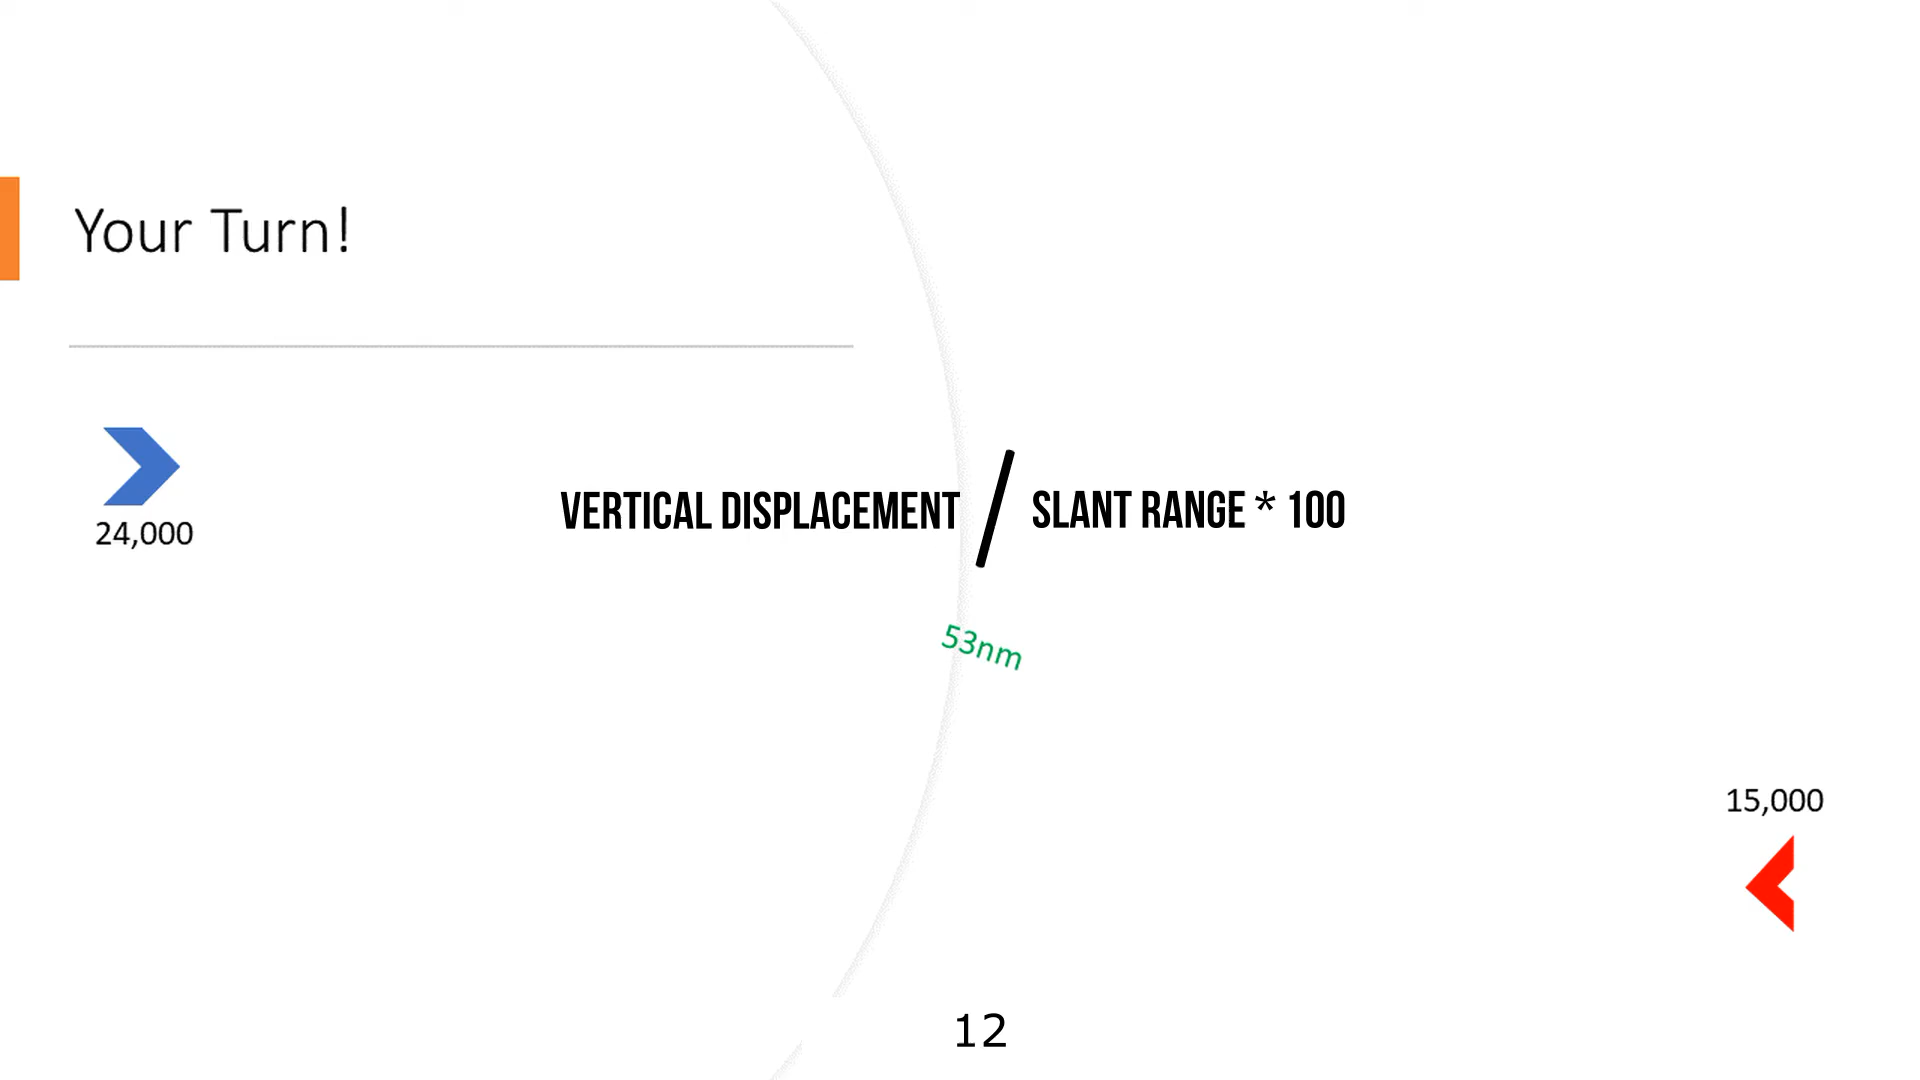 Your Turn!
24,000
VERTICAL DISPLACEMENT / SLANT RANGE * 100
53nm
15,000
12